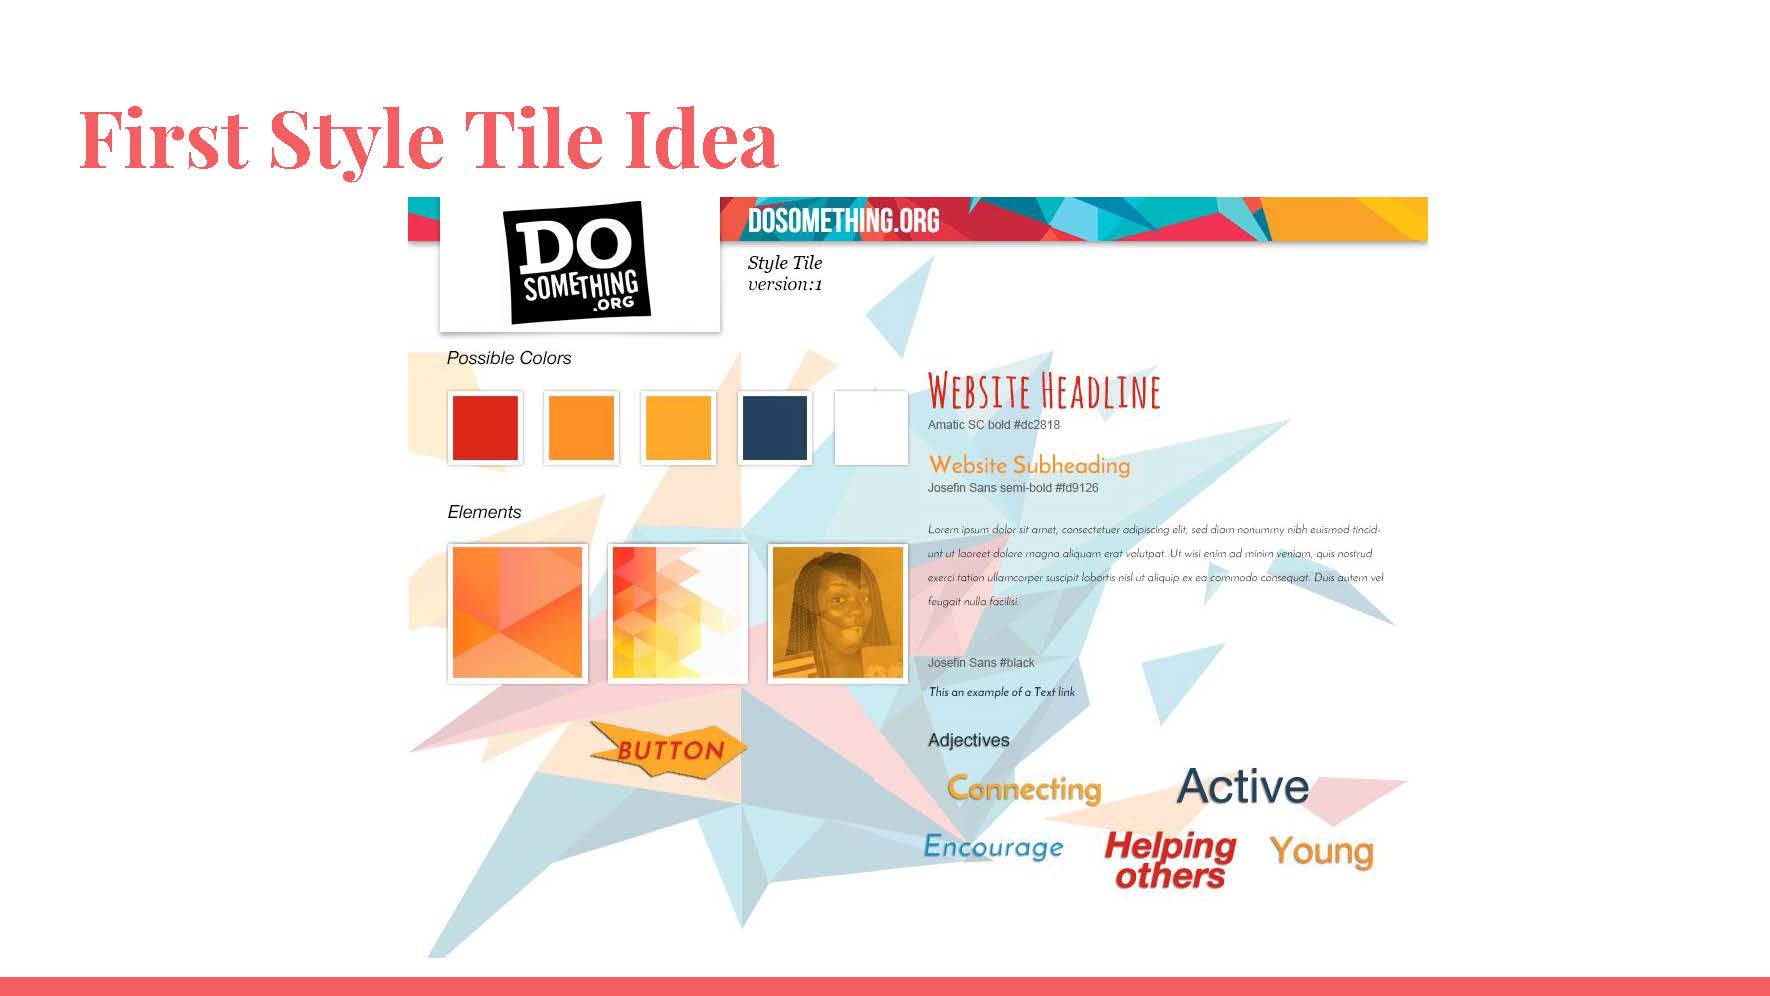 First Style Tile Idea
DO
SOMETHING
.ORG
DOSOMETHING.ORG
Style Tile
version:1
Possible Colors
Elements
BUTTON
Website Headline
Amatic SC bold #dc2818
Website Subheading
Josefin Sans semi-bold #fd9126
Lorem ipsum dolor sit amet, consectetuer adipiscing elit, sed diam nonummy nibh euismod tincid-
unt ut laoreet dolore magna aliquam erat volutpat. Ut wisi enim ad minim veniam, quis nostrud
exerci tation ullamcorper suscipit lobortis nisl ut aliquip ex ea commodo consequat. Duis autem vel
feugait nulla facilisi.
Josefin Sans #black
This an example of a Text link
Adjectives
Connecting
Active
Encourage
Helping
others
Young